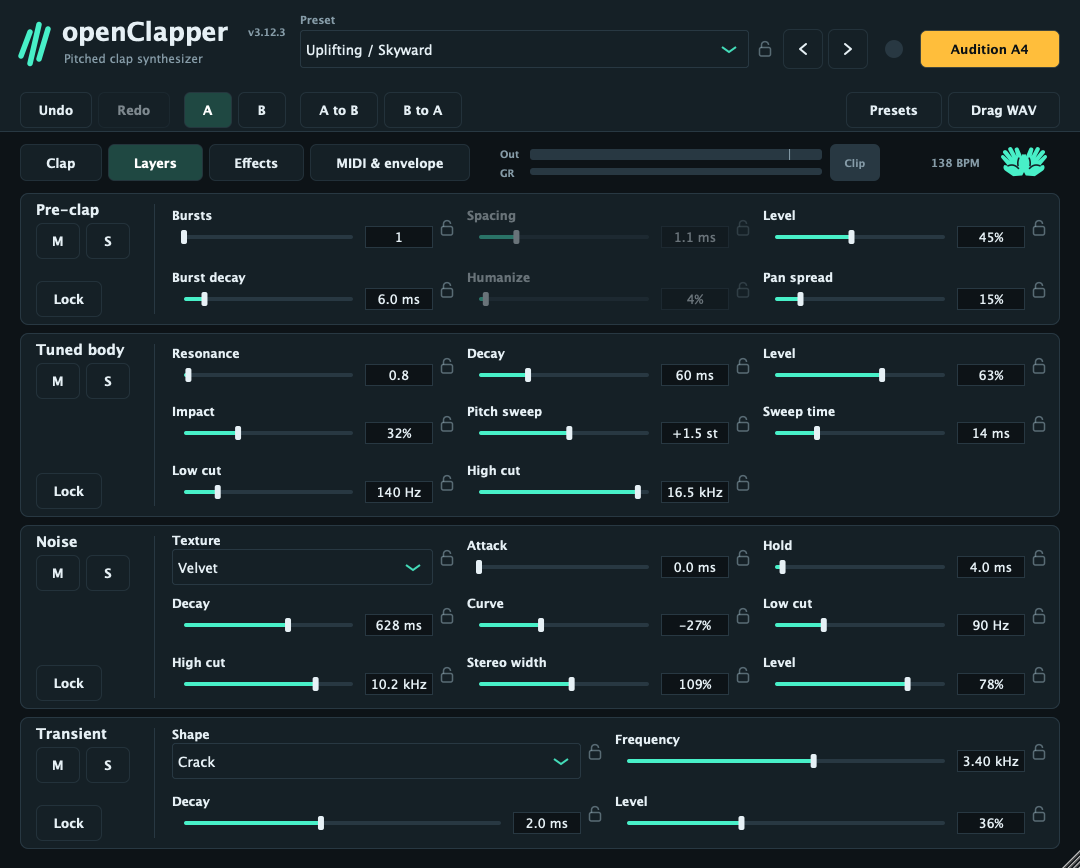 openClapper v3.12.3
Pitched clap synthesizer
Preset
Uplifting / Skyward
Audition A4
Undo Redo A B A to B B to A Presets Drag WAV
Clap Layers Effects MIDI & envelope Out GR Clip 138 BPM
Pre-clap
M S
Lock
Bursts 1 Spacing 1.1 ms Level 45%
Burst decay 6.0 ms Humanize 4% Pan spread 15%
Tuned body
M S
Lock
Resonance 0.8 Decay 60 ms Level 63%
Impact 32% Pitch sweep +1.5 st Sweep time 14 ms
Low cut 140 Hz High cut 16.5 kHz
Noise
M S
Lock
Texture Velvet Attack 0.0 ms Hold 4.0 ms
Decay 628 ms Curve −27% Low cut 90 Hz
High cut 10.2 kHz Stereo width 109% Level 78%
Transient
M S
Lock
Shape Crack Frequency 3.40 kHz
Decay 2.0 ms Level 36%